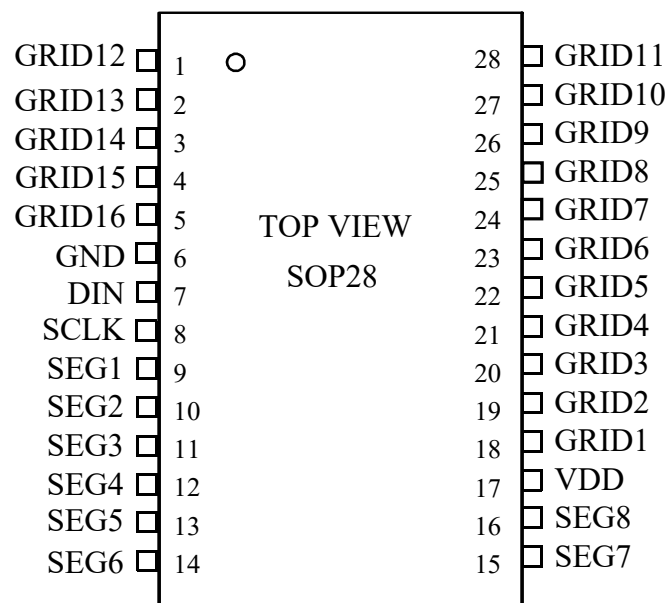 GRID12 1 28 GRID11
GRID13 2 27 GRID10
GRID14 3 26 GRID9
GRID15 4 25 GRID8
GRID16 5 24 GRID7
TOP VIEW
GND 6 23 GRID6
SOP28
DIN 7 22 GRID5
SCLK 8 21 GRID4
SEG1 9 20 GRID3
SEG2 10 19 GRID2
SEG3 11 18 GRID1
SEG4 12 17 VDD
SEG5 13 16 SEG8
SEG6 14 15 SEG7